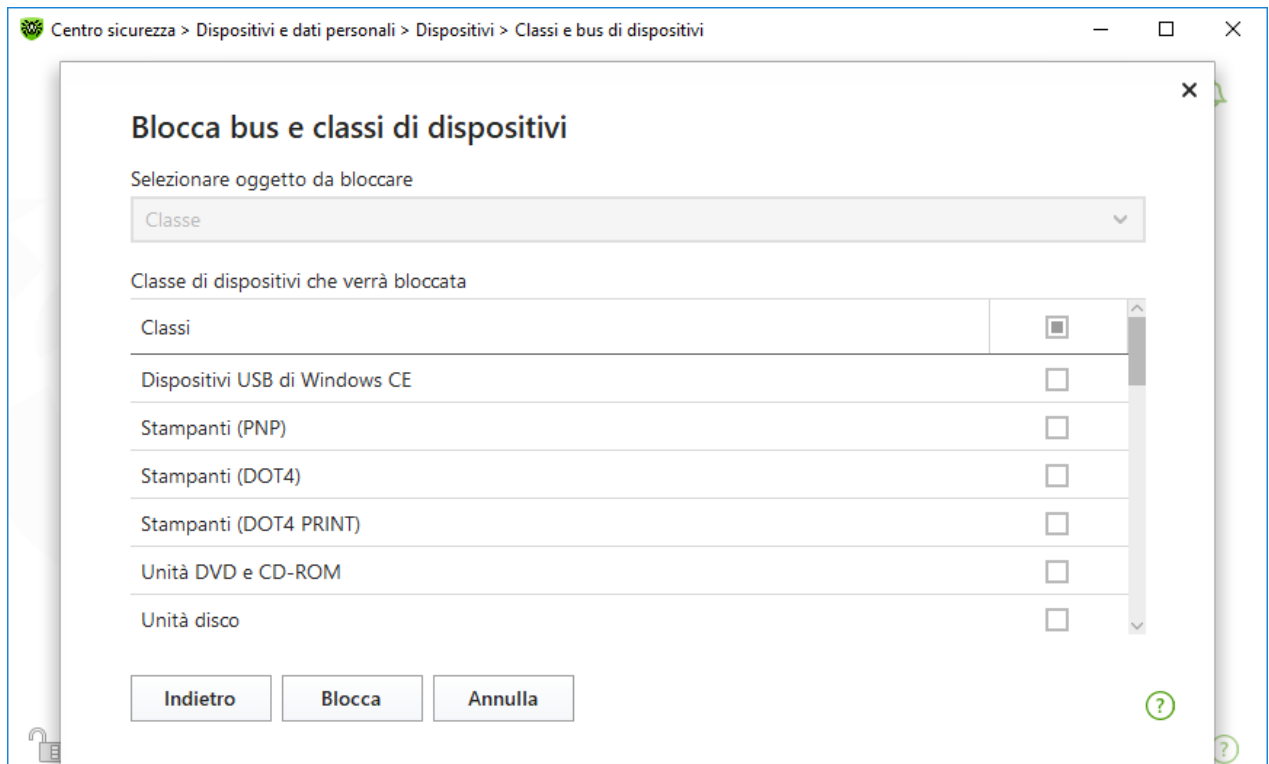 Centro sicurezza > Dispositivi e dati personali > Dispositivi > Classi e bus di dispositivi
Blocca bus e classi di dispositivi
Selezionare oggetto da bloccare
Classe
Classe di dispositivi che verrà bloccata
Classi
Dispositivi USB di Windows CE
Stampanti (PNP)
Stampanti (DOT4)
Stampanti (DOT4 PRINT)
Unità DVD e CD-ROM
Unità disco
Indietro Blocca Annulla
?
?